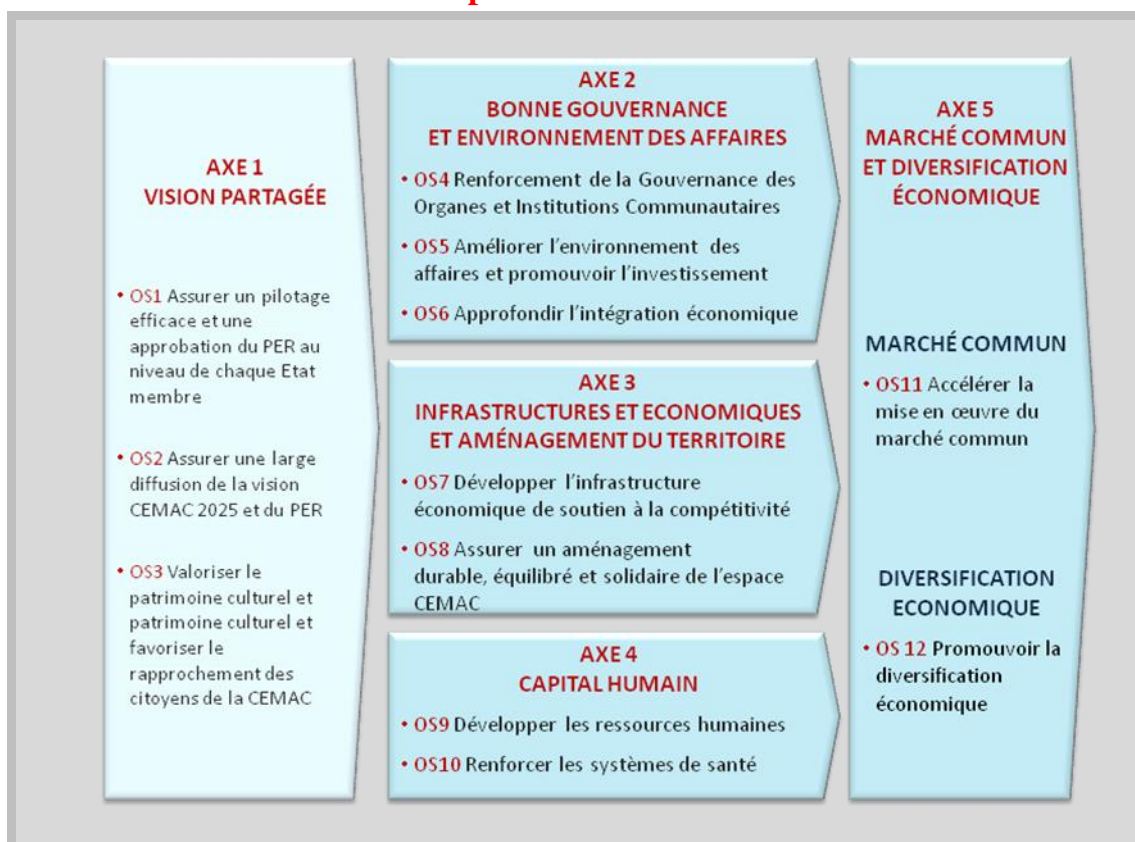 AXE 1
VISION PARTAGÉE
• OS1 Assurer un pilotage
efficace et une
approbation du PER au
niveau de chaque Etat
membre
• OS2 Assurer une large
diffusion de la vision
CEMAC 2025 et du PER
• OS3 Valoriser le
patrimoine culturel et
patrimoine culturel et
favoriser le
rapprochement des
citoyens de la CEMAC
AXE 2
BONNE GOUVERNANCE
ET ENVIRONNEMENT DES AFFAIRES
• OS4 Renforcement de la Gouvernance des
Organes et Institutions Communautaires
• OS5 Améliorer l'environnement des
affaires et promouvoir l'investissement
• OS6 Approfondir l'intégration économique
AXE 3
INFRASTRUCTURES ET ECONOMIQUES
ET AMÉNAGEMENT DU TERRITOIRE
• OS7 Développer l'infrastructure
économique de soutien à la compétitivité
• OS8 Assurer un aménagement
durable, équilibré et solidaire de l'espace
CEMAC
AXE 4
CAPITAL HUMAIN
• OS9 Développer les ressources humaines
• OS10 Renforcer les systèmes de santé
AXE 5
MARCHÉ COMMUN
ET DIVERSIFICATION
ÉCONOMIQUE
MARCHÉ COMMUN
• OS11 Accélérer la
mise en œuvre du
marché commun
DIVERSIFICATION
ECONOMIQUE
• OS 12 Promouvoir la
diversification
économique